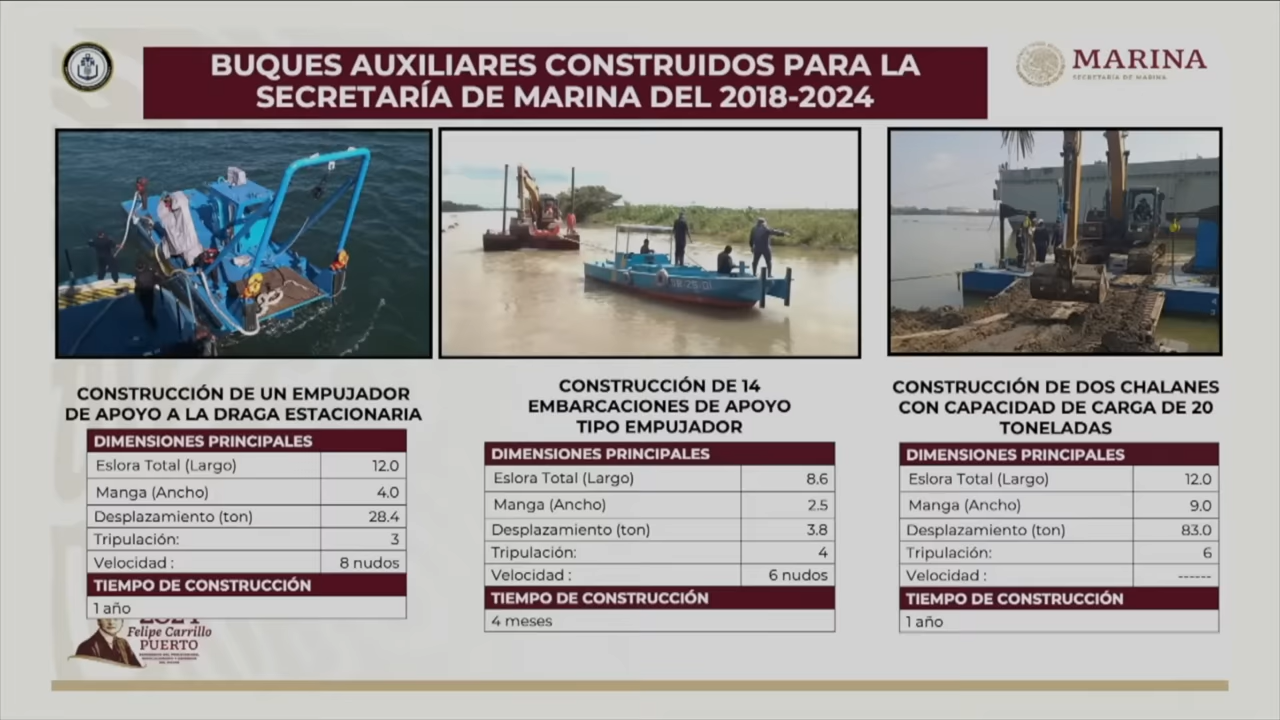 BUQUES AUXILIARES CONSTRUIDOS PARA LA
SECRETARÍA DE MARINA DEL 2018-2024
MARINA
SECRETARÍA DE MARINA
CONSTRUCCIÓN DE UN EMPUJADOR
DE APOYO A LA DRAGA ESTACIONARIA
DIMENSIONES PRINCIPALES
Eslora Total (Largo) 12.0
Manga (Ancho) 4.0
Desplazamiento (ton) 28.4
Tripulación: 3
Velocidad : 8 nudos
TIEMPO DE CONSTRUCCIÓN
1 año
CONSTRUCCIÓN DE 14
EMBARCACIONES DE APOYO
TIPO EMPUJADOR
DIMENSIONES PRINCIPALES
Eslora Total (Largo) 8.6
Manga (Ancho) 2.5
Desplazamiento (ton) 3.8
Tripulación: 4
Velocidad : 6 nudos
TIEMPO DE CONSTRUCCIÓN
4 meses
CONSTRUCCIÓN DE DOS CHALANES
CON CAPACIDAD DE CARGA DE 20
TONELADAS
DIMENSIONES PRINCIPALES
Eslora Total (Largo) 12.0
Manga (Ancho) 9.0
Desplazamiento (ton) 83.0
Tripulación: 6
Velocidad : ------
TIEMPO DE CONSTRUCCIÓN
1 año
2024
Felipe Carrillo
PUERTO